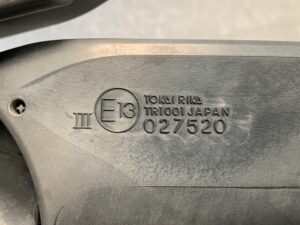 III E13 TOKAI RIKA
TR1001 JAPAN
027520